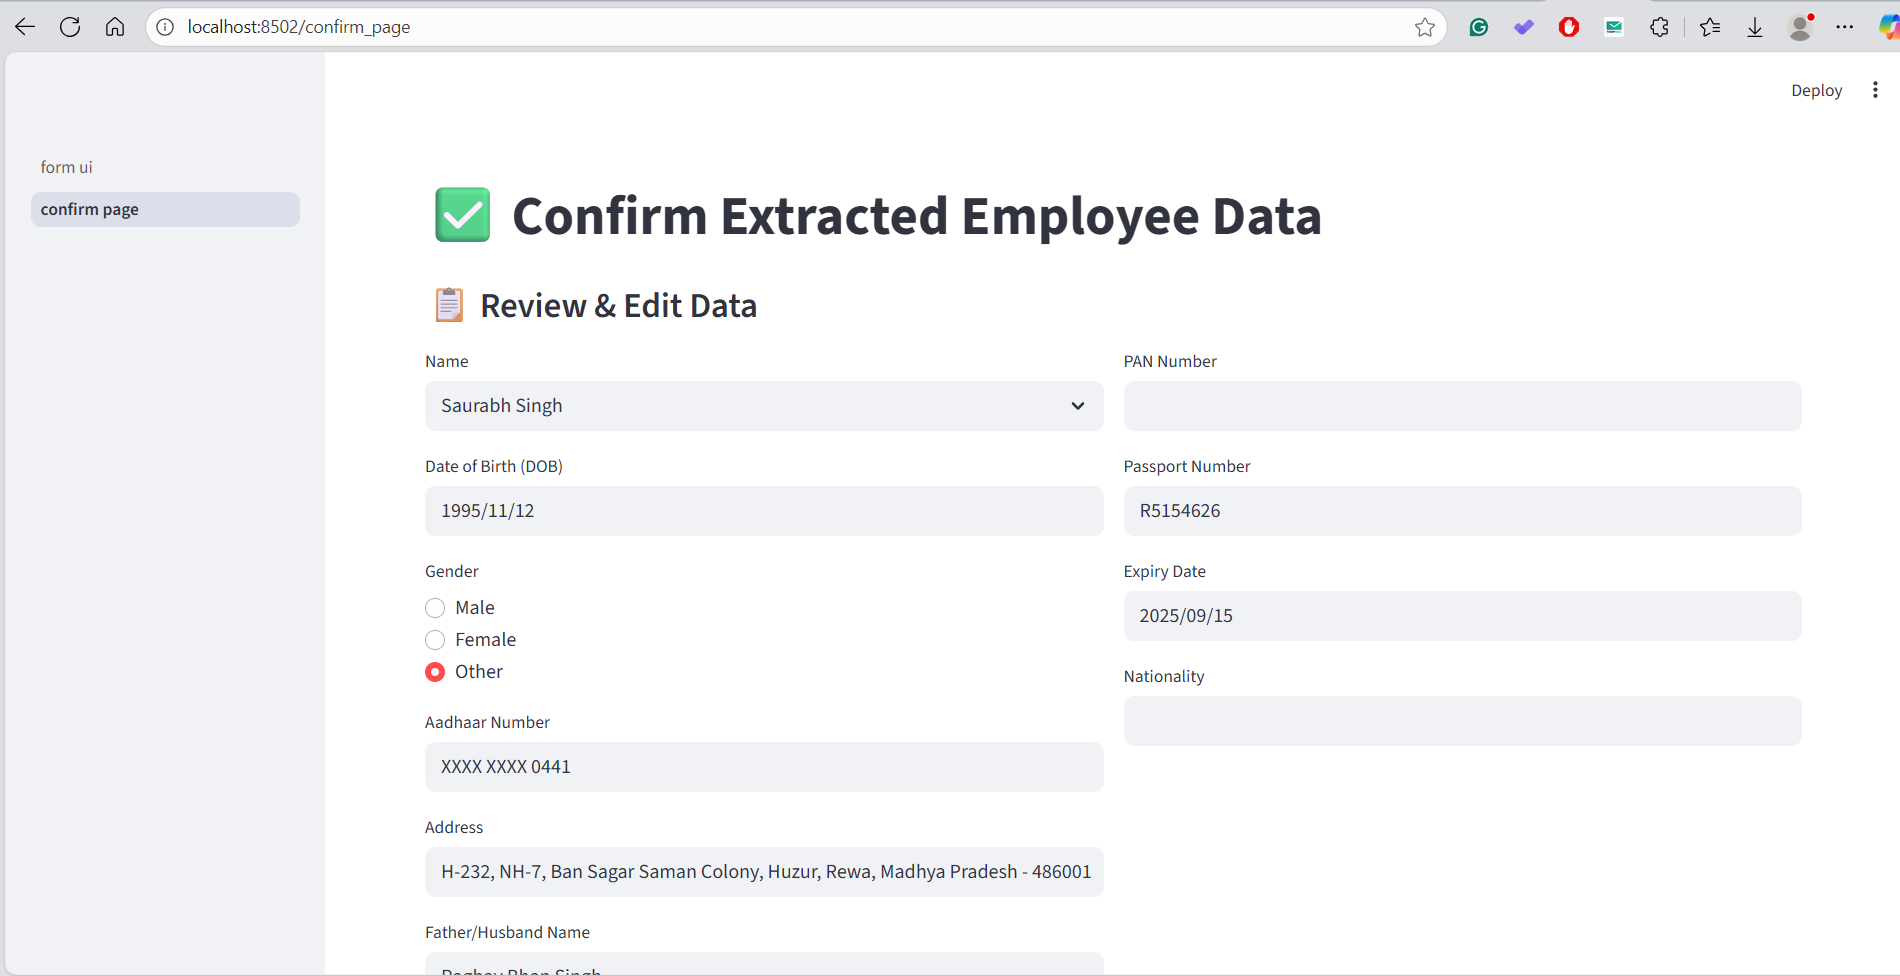 localhost:8502/confirm_page
Deploy
form ui
confirm page
Confirm Extracted Employee Data
Review & Edit Data
Name
Saurabh Singh
Date of Birth (DOB)
1995/11/12
Gender
Male
Female
Other
Aadhaar Number
XXXX XXXX 0441
Address
H-232, NH-7, Ban Sagar Saman Colony, Huzur, Rewa, Madhya Pradesh - 486001
Father/Husband Name
Singh
PAN Number
Passport Number
R5154626
Expiry Date
2025/09/15
Nationality